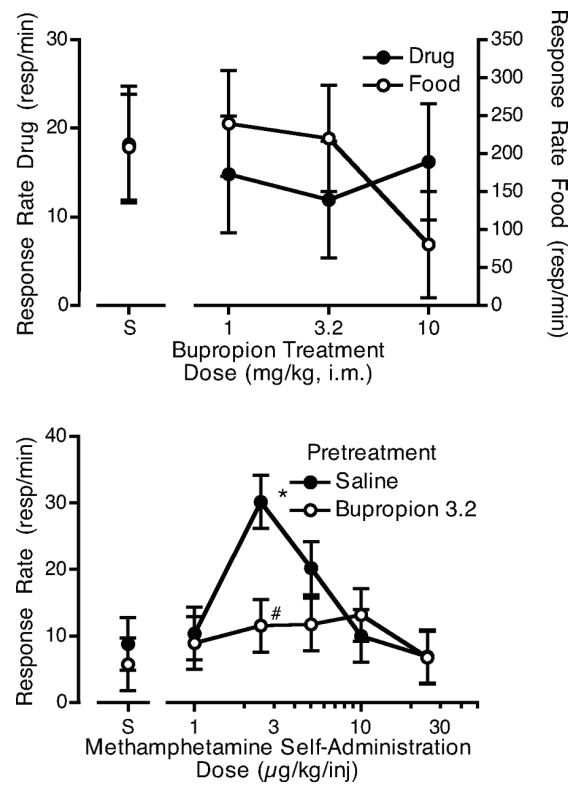 30
20
10
0
Response Rate Drug (resp/min)
Drug
Food
350
300
250
200
150
100
50
0
Response Rate Food (resp/min)
S
1
3.2
10
Bupropion Treatment
Dose (mg/kg, i.m.)
40
30
20
10
0
Response Rate (resp/min)
Pretreatment
Saline
Bupropion 3.2
*
#
S
1
3
10
30
Methamphetamine Self-Administration
Dose (µg/kg/inj)